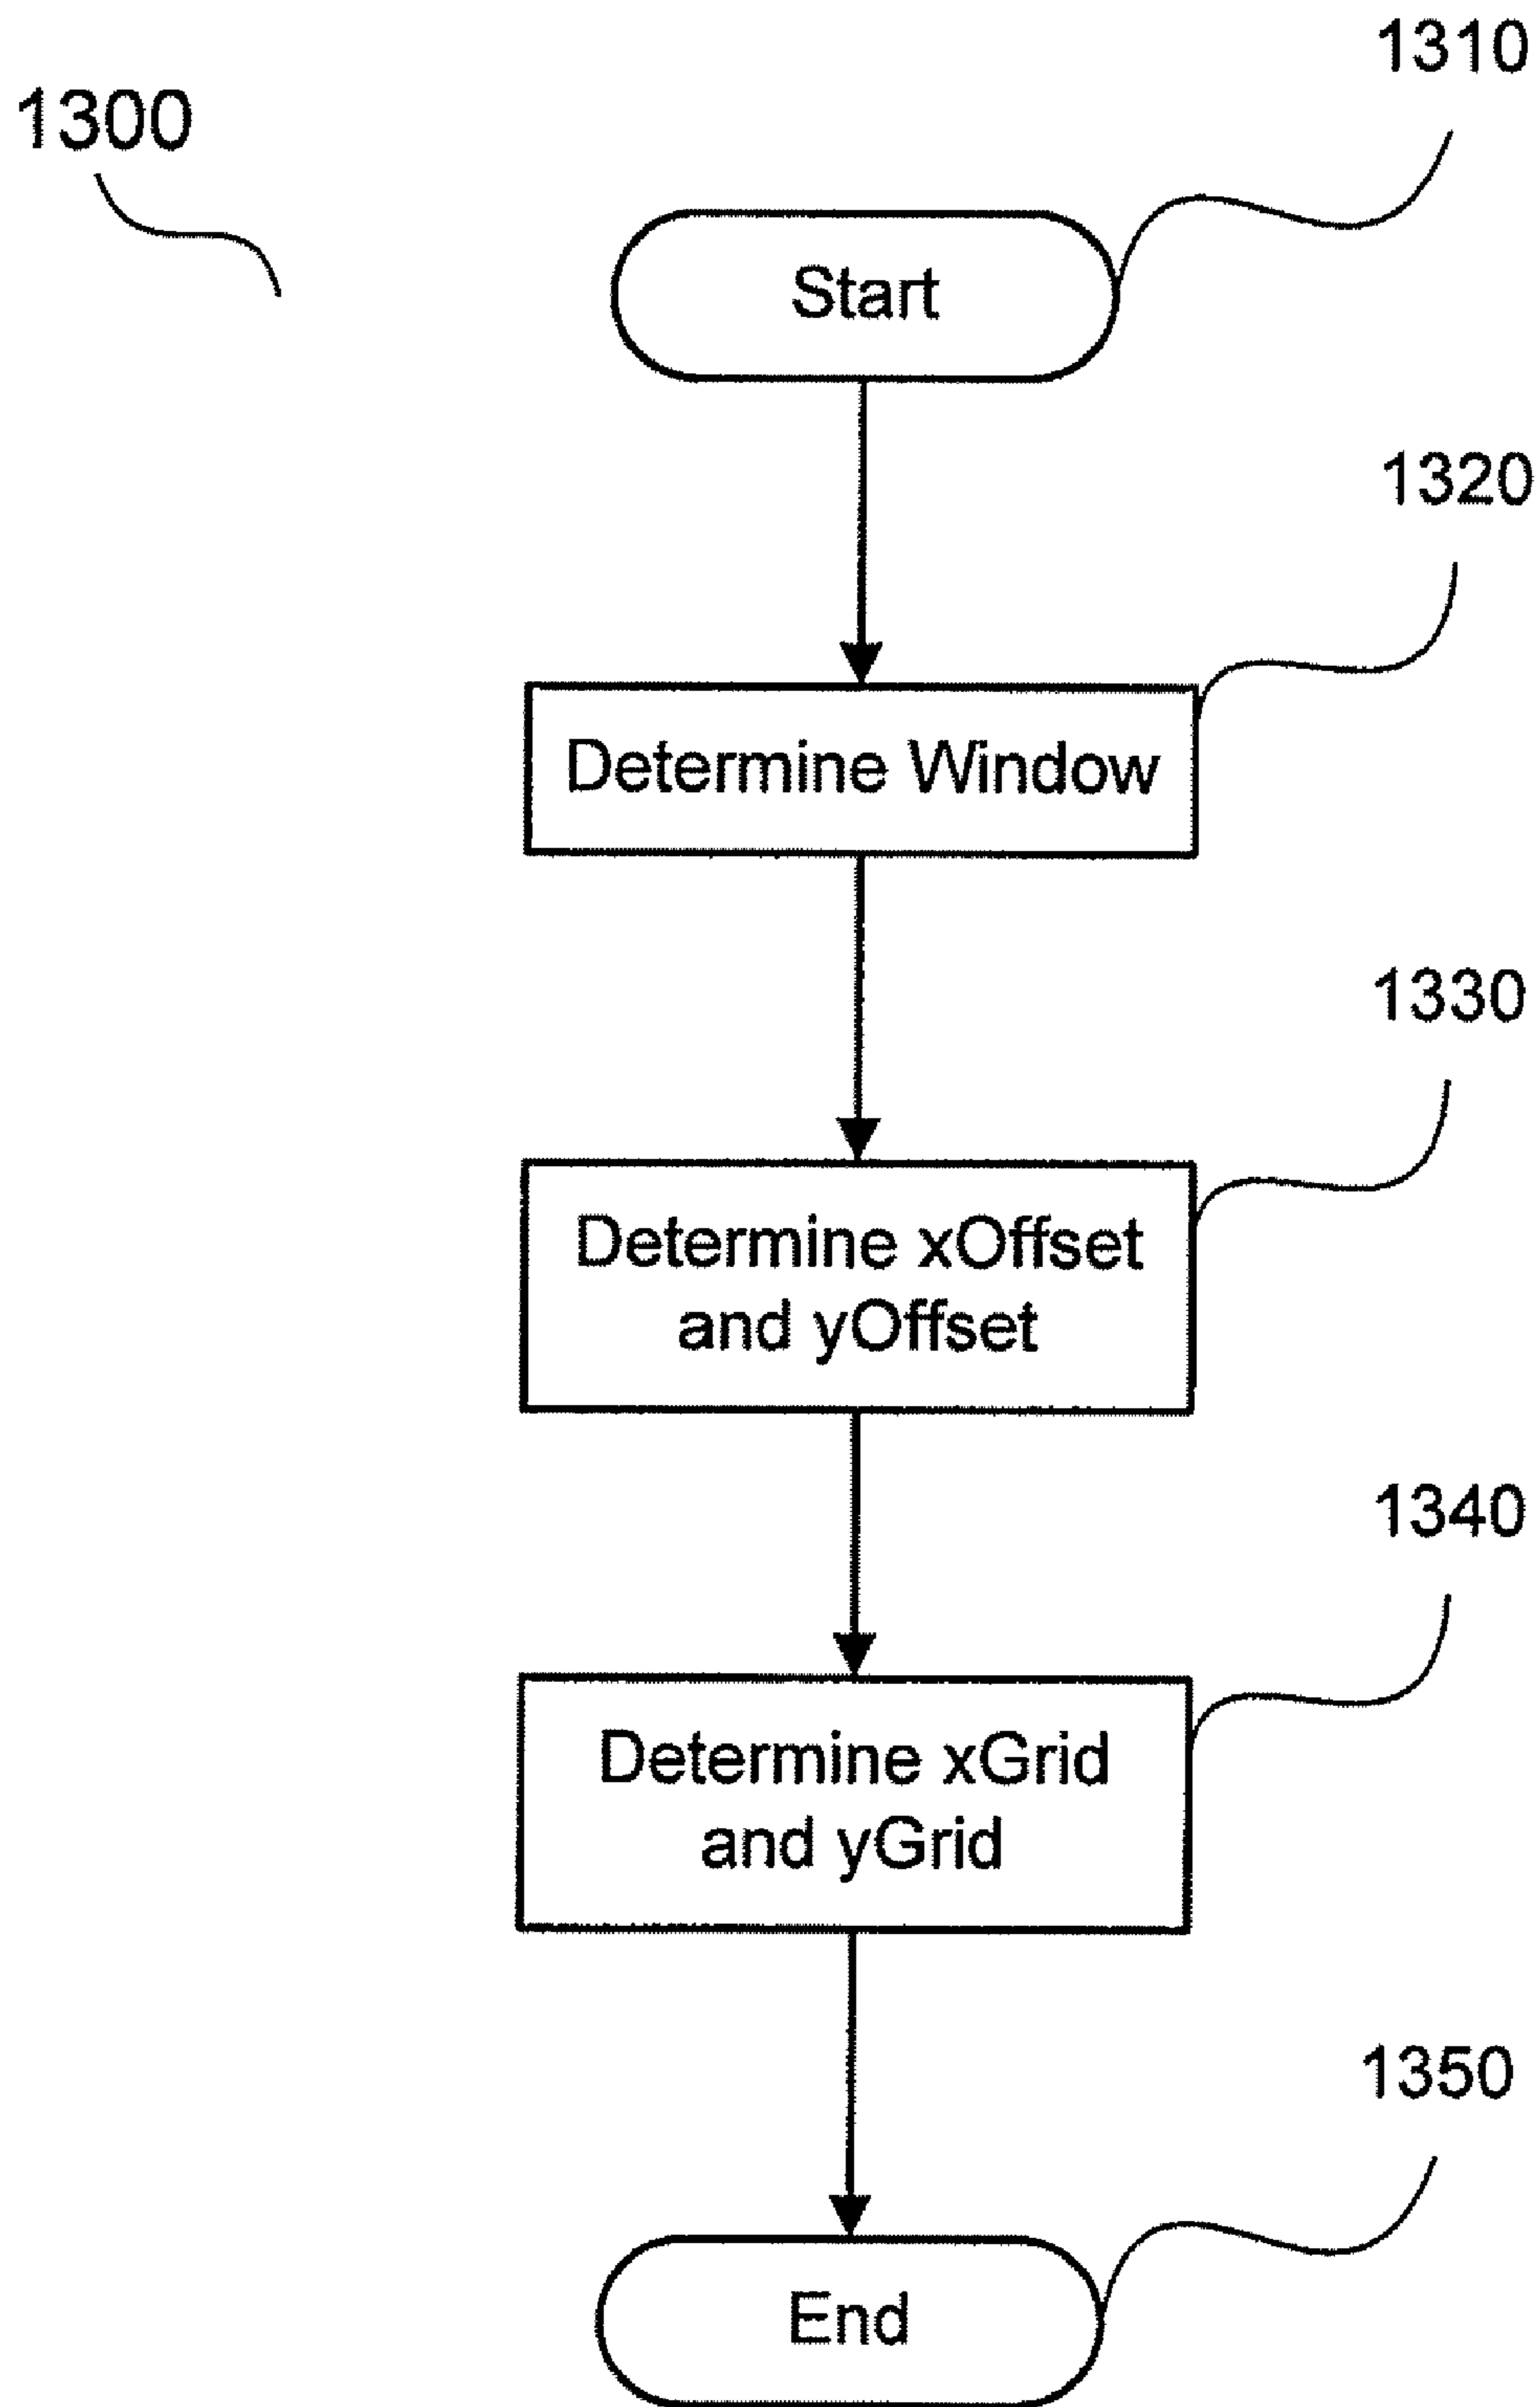 1310
1300
Start
1320
Determine Window
1330
Determine xOffset
and yOffset
1340
Determine xGrid
and yGrid
1350
End